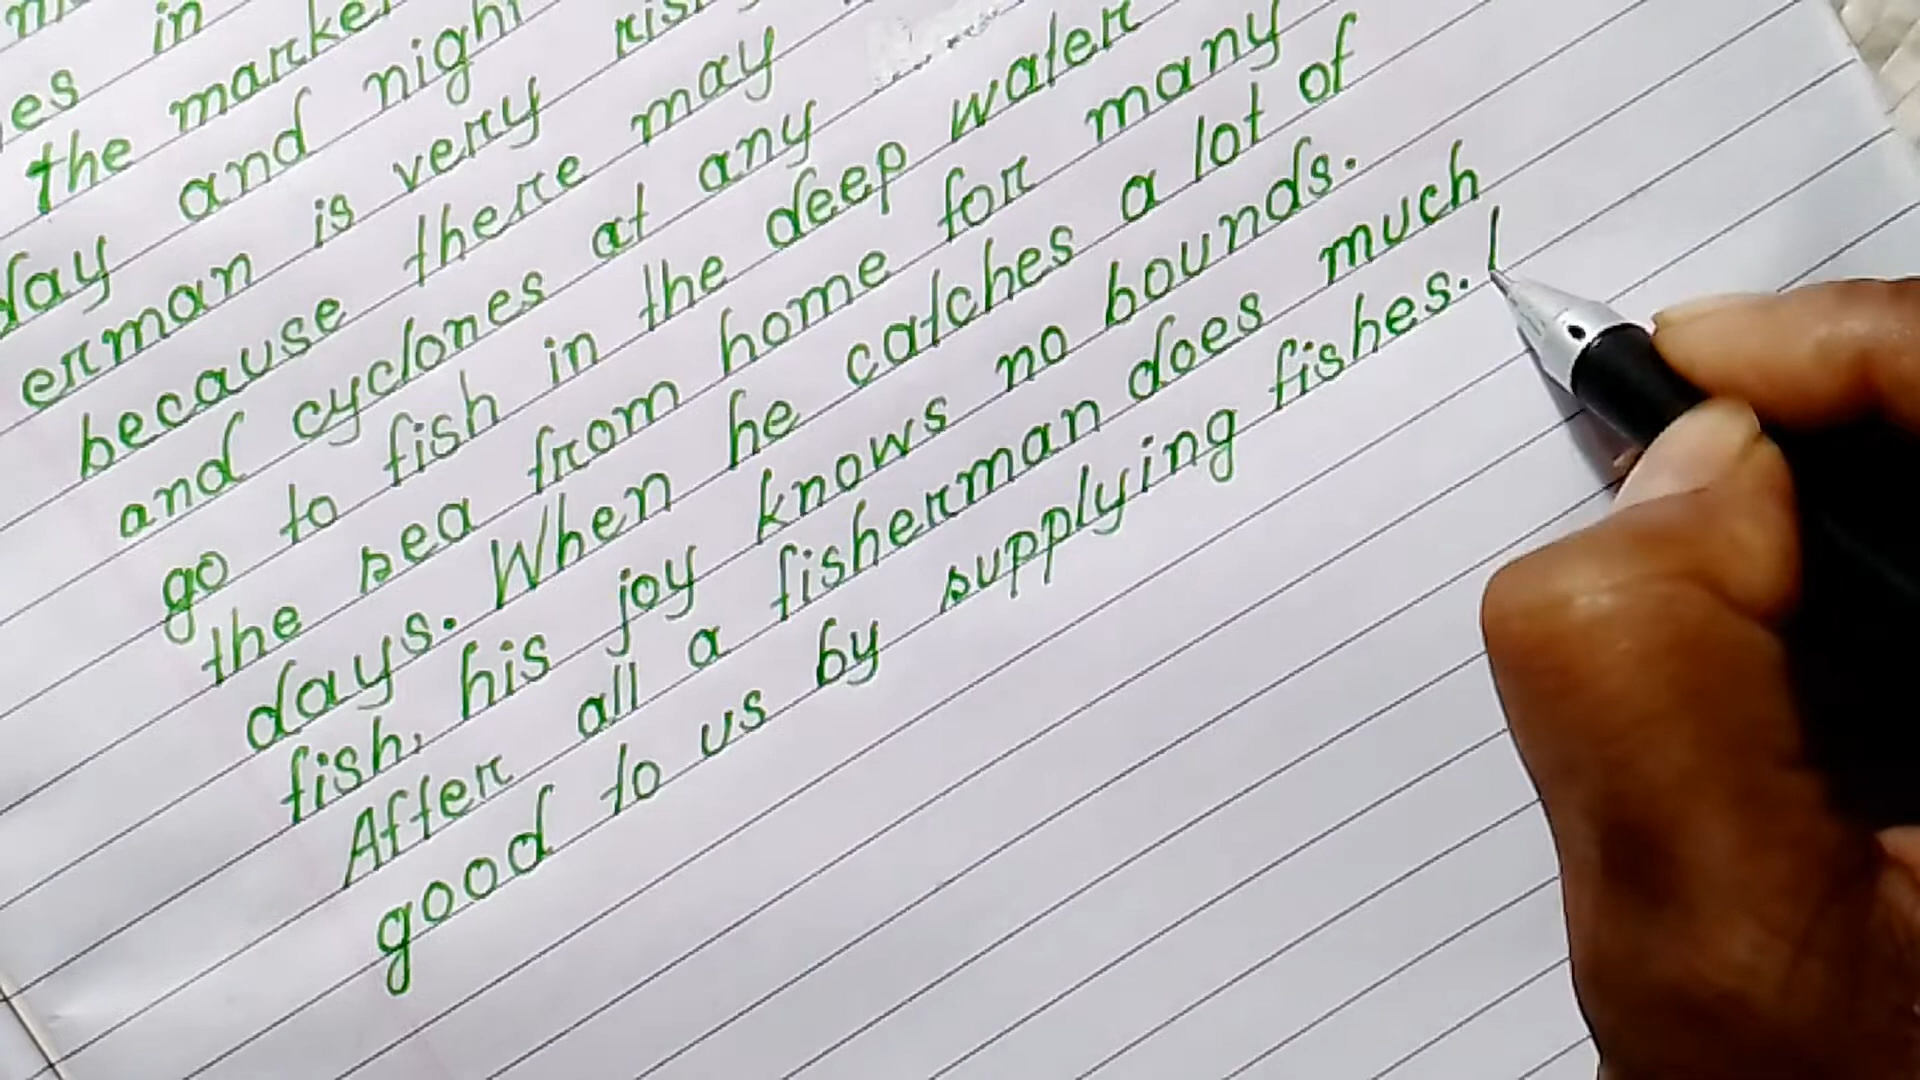 es in
the market
day and night
erman is very
because there may
and cyclones at any
go to fish in the deep water
the sea from home for many
days. When he catches a lot of
fish, his joy knows no bounds.
After all a fisherman does much
good to us by supplying fishes.